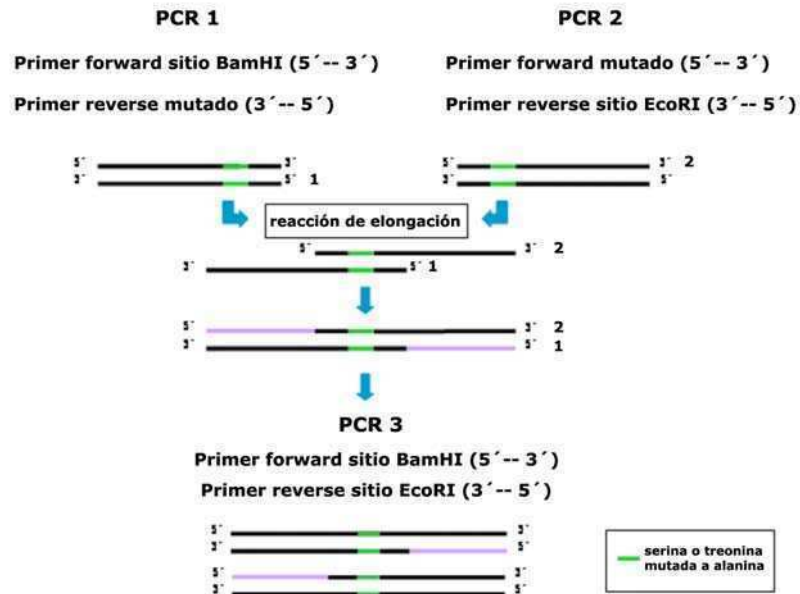 PCR 1
PCR 2
Primer forward sitio BamHI (5´-- 3´)
Primer forward mutado (5´-- 3´)
Primer reverse mutado (3´-- 5´)
Primer reverse sitio EcoRI (3´-- 5´)
5´ 3´
3´ 5´ 1
5´ 3´ 2
3´ 5´
reacción de elongación
5´ 3´ 2
3´ 5´ 1
5´ 3´ 2
3´ 5´ 1
PCR 3
Primer forward sitio BamHI (5´-- 3´)
Primer reverse sitio EcoRI (3´-- 5´)
5´ 3´
3´ 5´
5´ 3´
3´
serina o treonina
mutada a alanina